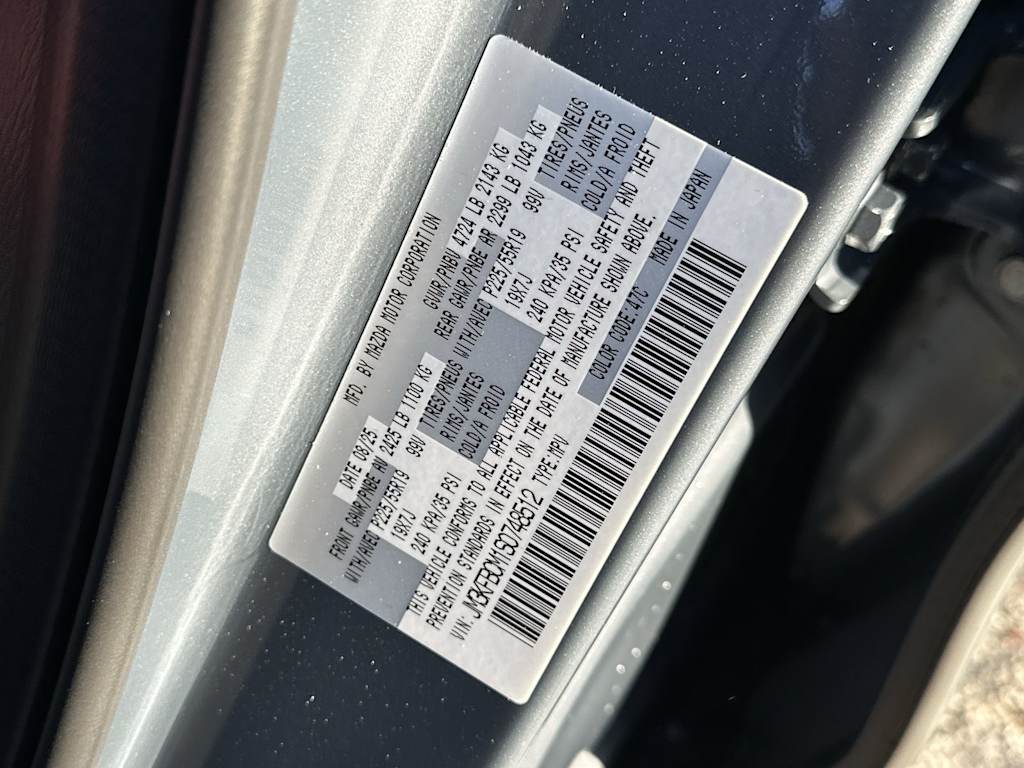 MFD. BY MAZDA MOTOR CORPORATION
DATE 08/25 GVWR/PNBV 4724 LB 2143 KG
FRONT GAWR/PNBE AV 2425 LB 1100 KG REAR GAWR/PNBE AR 2299 LB 1043 KG
WITH/AVEC P225/55R19 99V TIRES/PNEUS WITH/AVEC P225/55R19 99V TIRES/PNEUS
19X7J RIMS/JANTES 19X7J RIMS/JANTES
240 KPA/35 PSI COLD/A FROID 240 KPA/35 PSI COLD/A FROID
THIS VEHICLE CONFORMS TO ALL APPLICABLE FEDERAL MOTOR VEHICLE SAFETY AND THEFT
PREVENTION STANDARDS IN EFFECT ON THE DATE OF MANUFACTURE SHOWN ABOVE.
VIN: TYPE:MPV COLOR CODE:47C MADE IN JAPAN